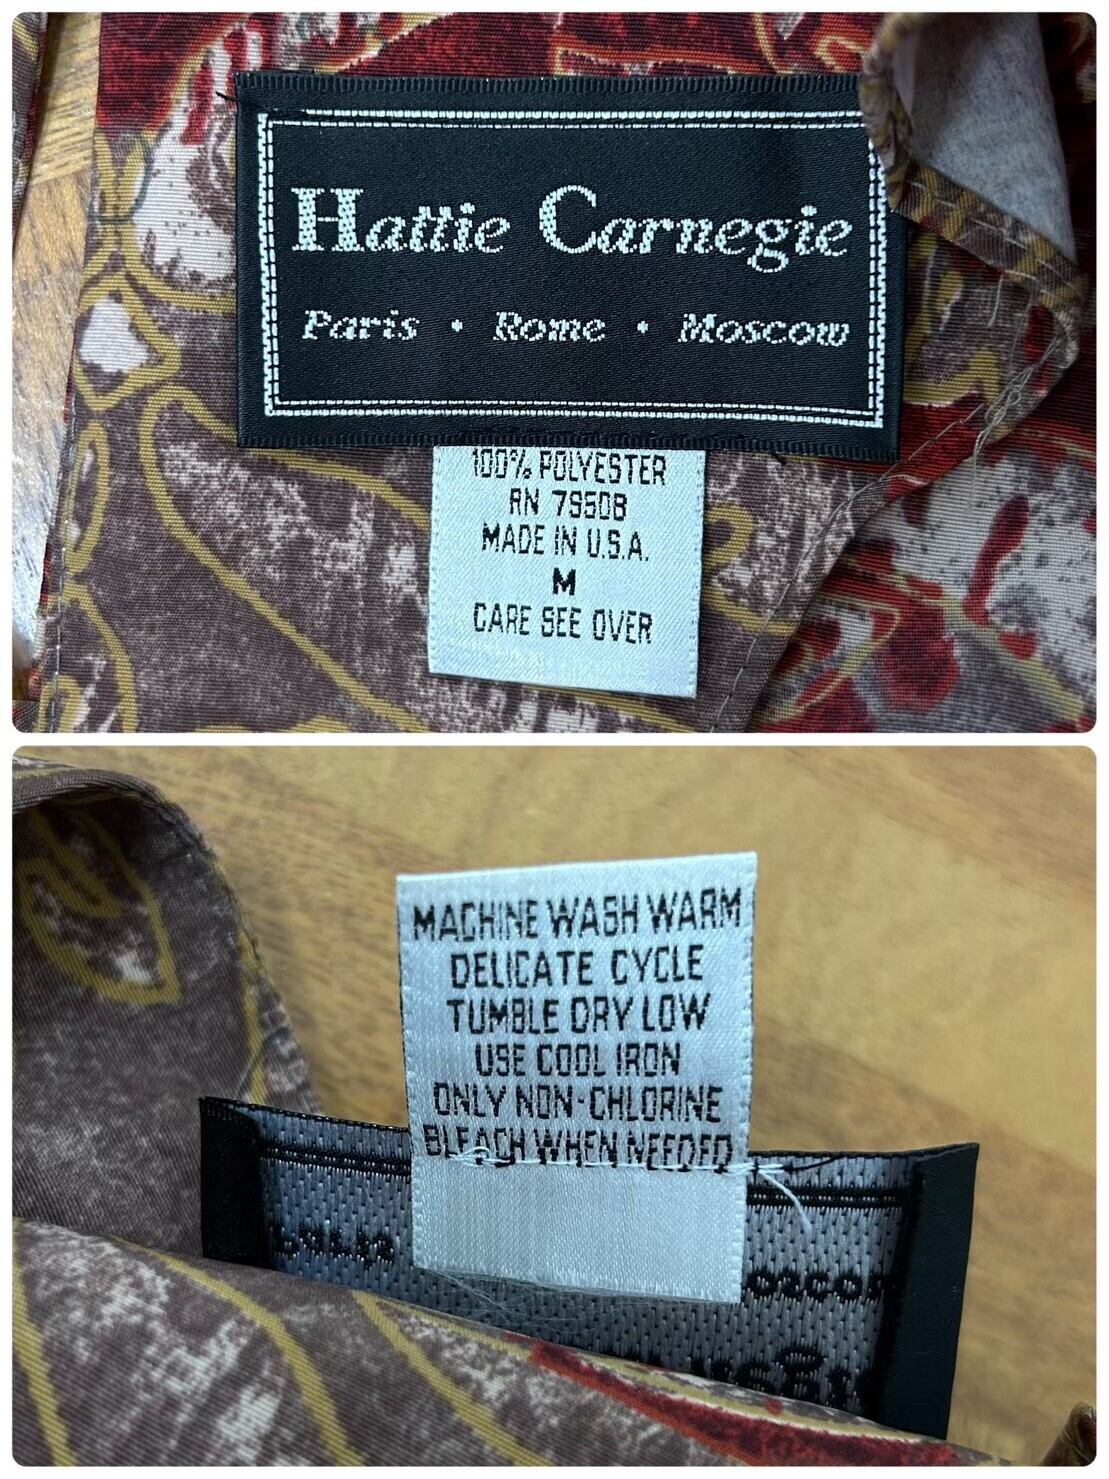 Hattie Carnegie
Paris • Rome • Moscow
100% POLYESTER
RN 79508
MADE IN U.S.A.
M
CARE SEE OVER
MACHINE WASH WARM
DELICATE CYCLE
TUMBLE DRY LOW
USE COOL IRON
ONLY NON-CHLORINE
BLEACH WHEN NEEDED